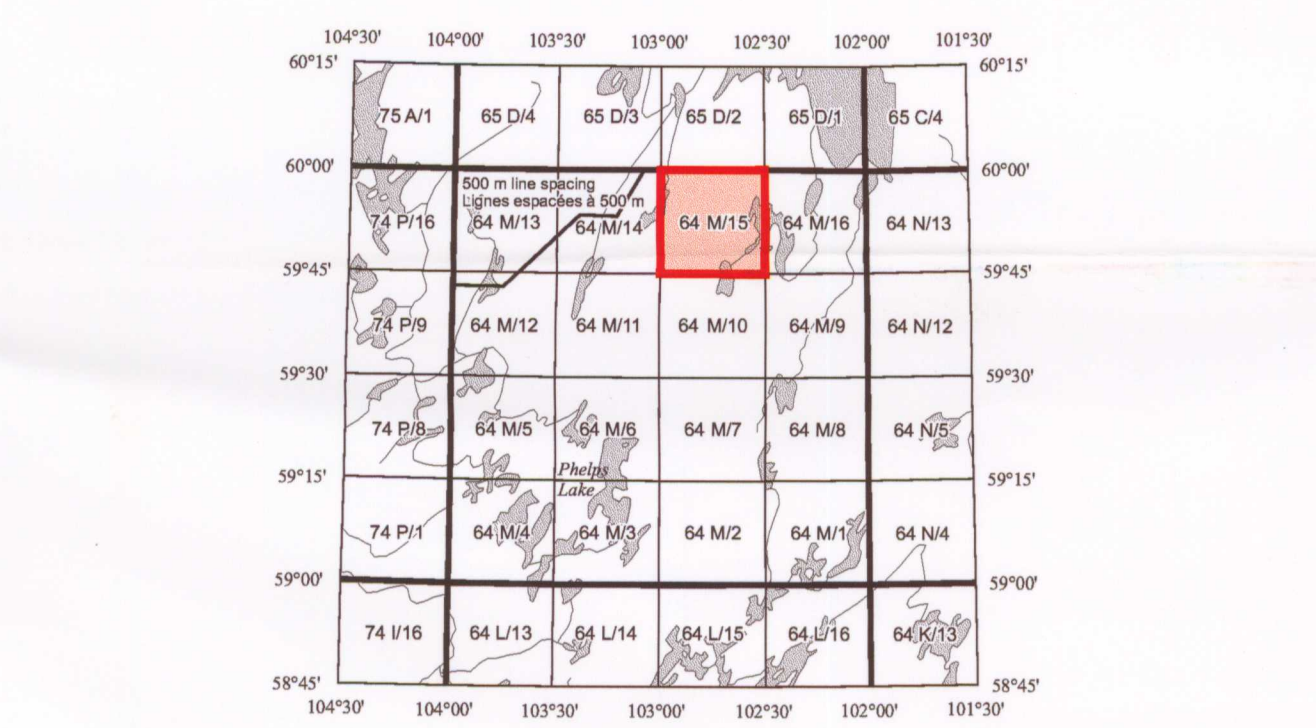 104°30' 104°00' 103°30' 103°00' 102°30' 102°00' 101°30'
60°15' 60°15'
75 A/1 65 D/4 65 D/3 65 D/2 65 D/1 65 C/4
60°00' 60°00'
500 m line spacing
Lignes espacées à 500 m
74 P/16 64 M/13 64 M/14 64 M/15 64 M/16 64 N/13
59°45' 59°45'
74 P/9 64 M/12 64 M/11 64 M/10 64 M/9 64 N/12
59°30' 59°30'
74 P/8 64 M/5 64 M/6 64 M/7 64 M/8 64 N/5
Phelps
59°15' 59°15'
Lake
74 P/1 64 M/4 64 M/3 64 M/2 64 M/1 64 N/4
59°00' 59°00'
74 I/16 64 L/13 64 L/14 64 L/15 64 L/16 64 K/13
58°45' 58°45'
104°30' 104°00' 103°30' 103°00' 102°30' 102°00' 101°30'